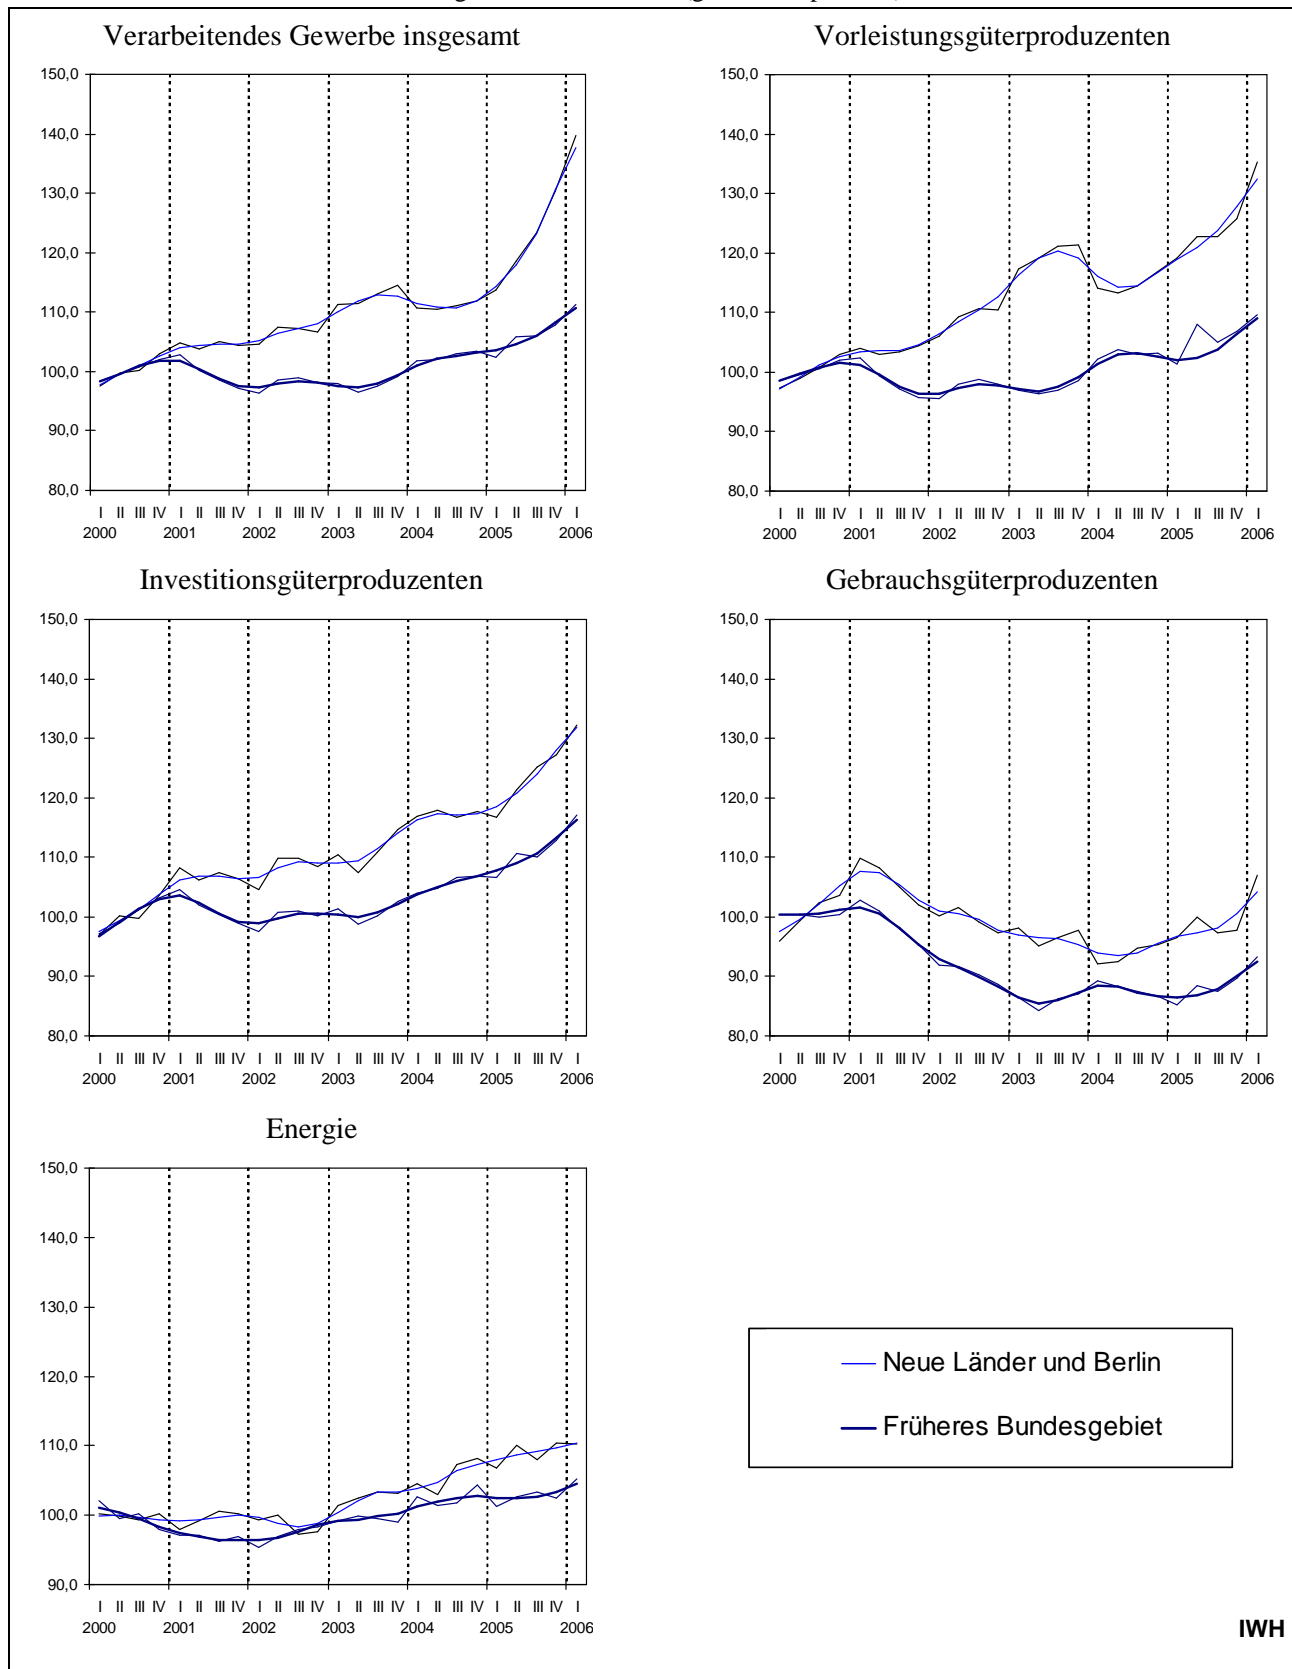 Verarbeitendes Gewerbe insgesamt
150,0
140,0
130,0
120,0
110,0
100,0
90,0
80,0
I II III IV I II III IV I II III IV I II III IV I II III IV I II III IV I
2000 2001 2002 2003 2004 2005 2006
Vorleistungsgüterproduzenten
150,0
140,0
130,0
120,0
110,0
100,0
90,0
80,0
I II III IV I II III IV I II III IV I II III IV I II III IV I II III IV I
2000 2001 2002 2003 2004 2005 2006
Investitionsgüterproduzenten
150,0
140,0
130,0
120,0
110,0
100,0
90,0
80,0
I II III IV I II III IV I II III IV I II III IV I II III IV I II III IV I
2000 2001 2002 2003 2004 2005 2006
Gebrauchsgüterproduzenten
150,0
140,0
130,0
120,0
110,0
100,0
90,0
80,0
I II III IV I II III IV I II III IV I II III IV I II III IV I II III IV I
2000 2001 2002 2003 2004 2005 2006
Energie
150,0
140,0
130,0
120,0
110,0
100,0
90,0
I II III IV I II III IV I II III IV I II III IV I II III IV I II III IV I
2000 2001 2002 2003 2004 2005 2006
Neue Länder und Berlin
Früheres Bundesgebiet
IWH